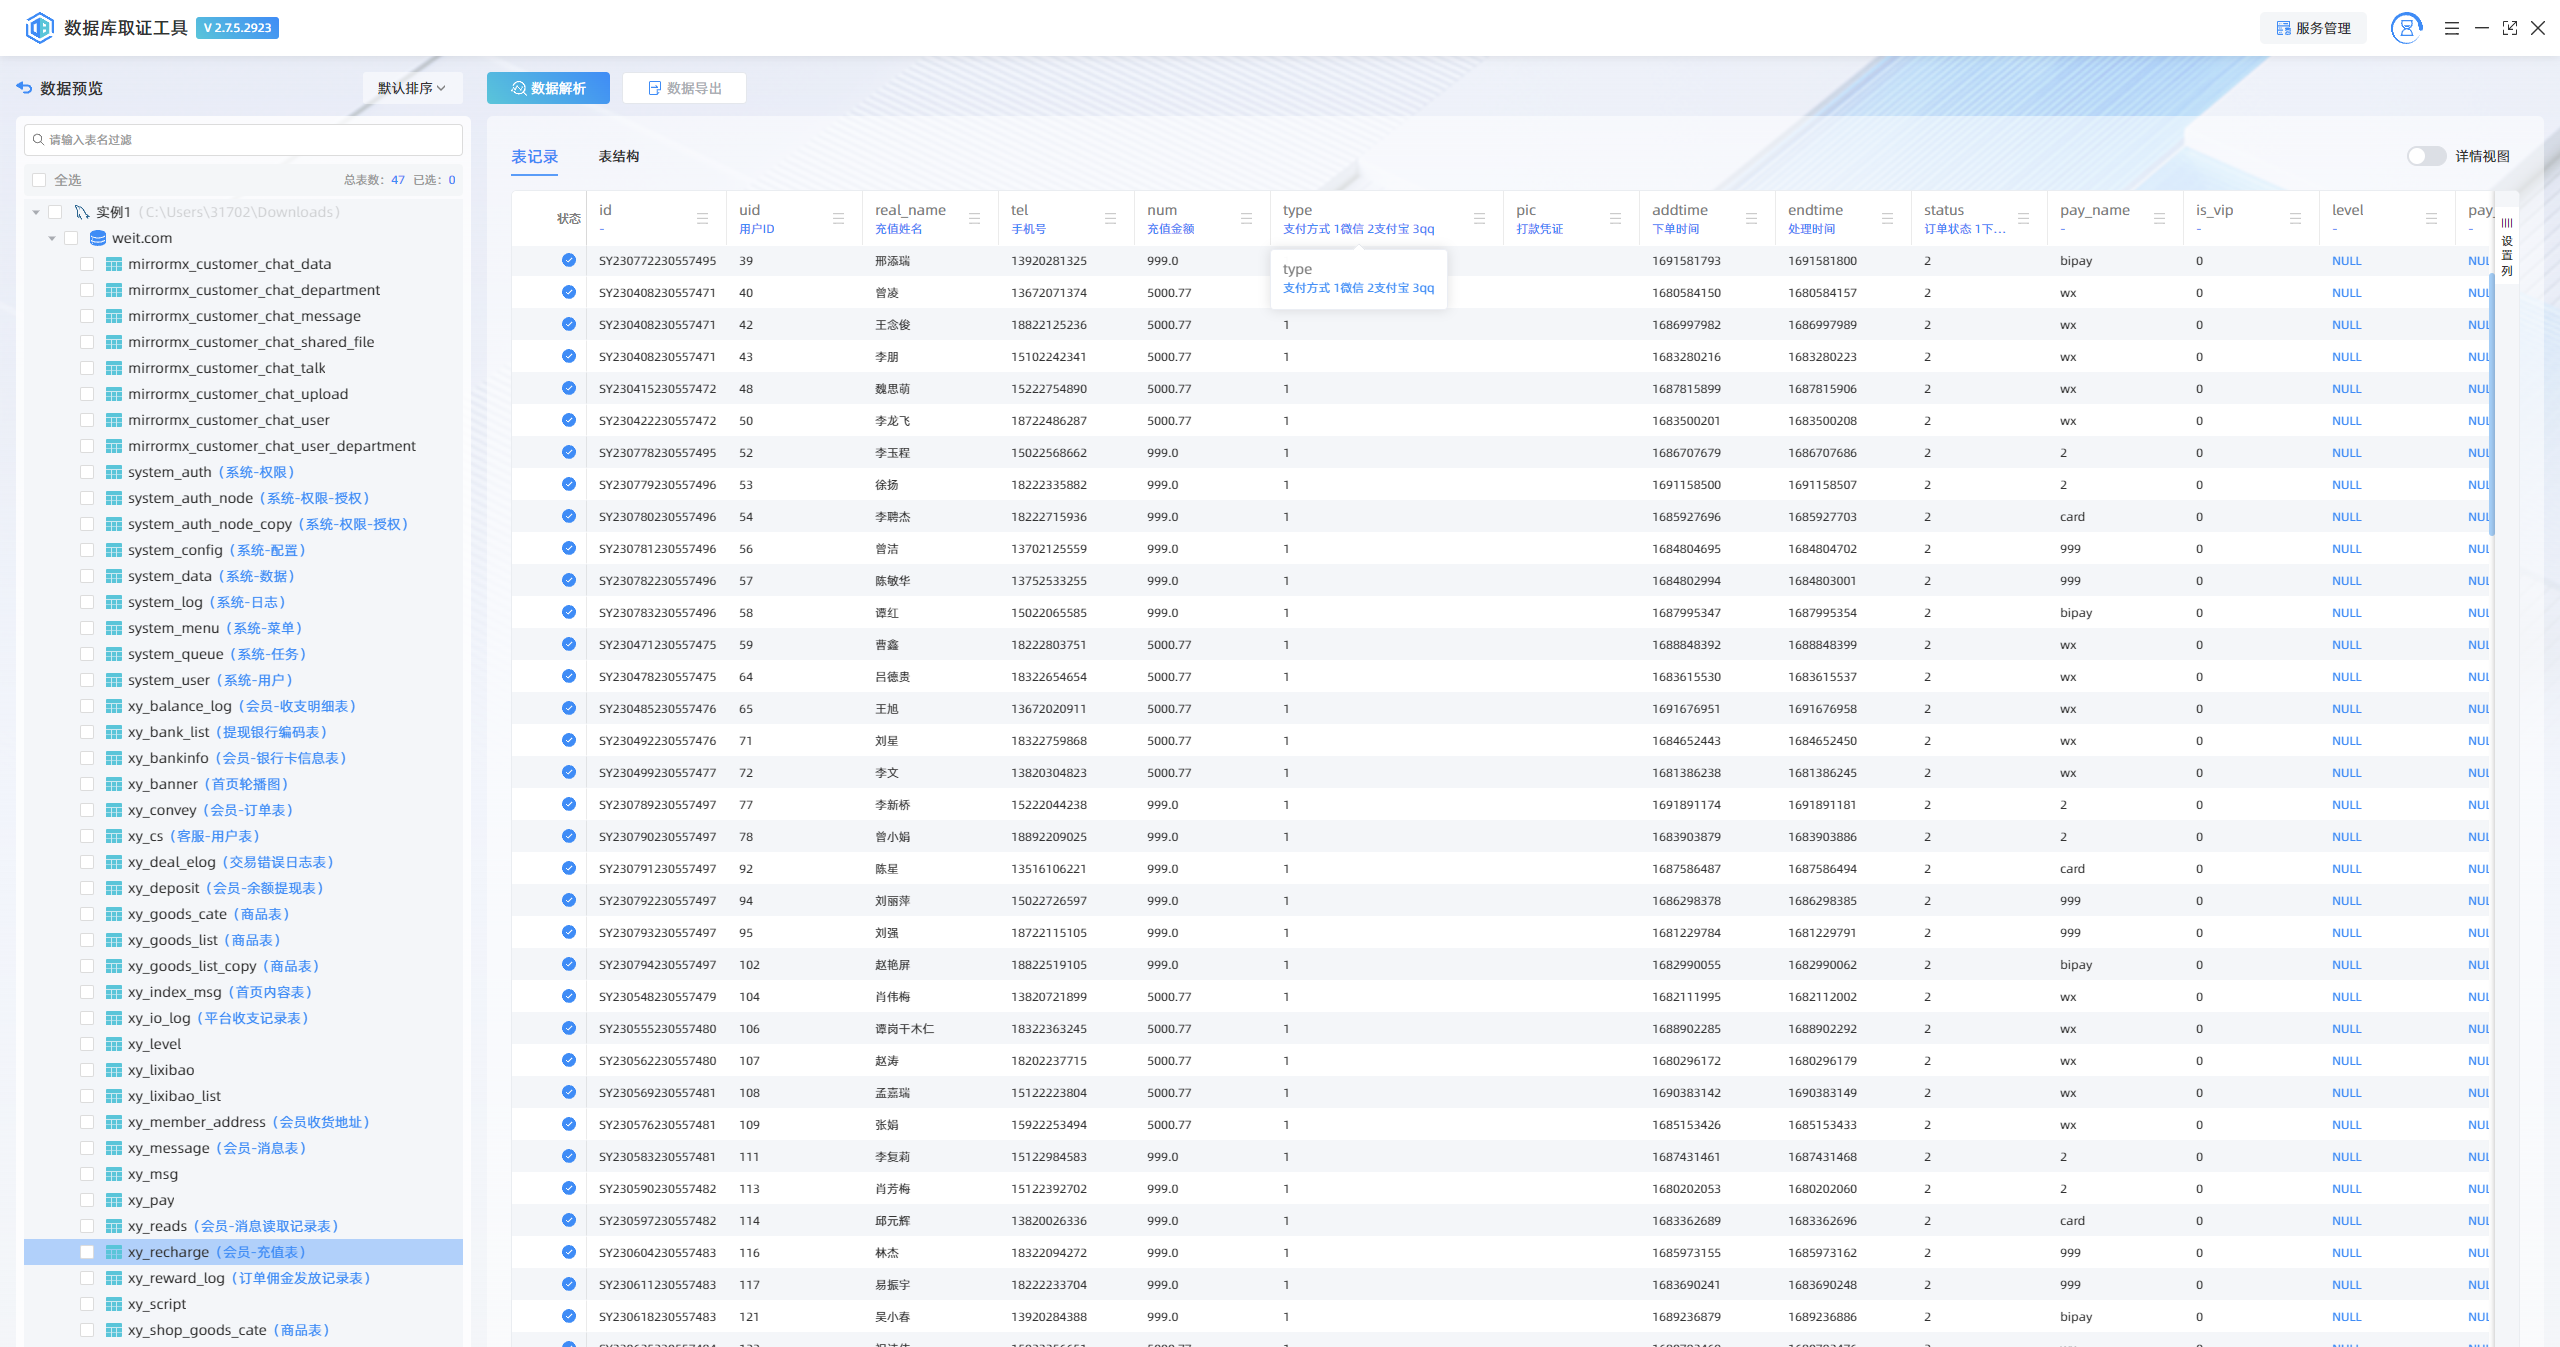 数据库取证工具 V 2.7.5.2923 服务管理
数据预览 默认排序 数据解析 数据导出
请输入表名过滤
全选 总表数: 47 已选: 0
实例1 (C:\Users\31702\Downloads)
weit.com
mirrormx_customer_chat_data
mirrormx_customer_chat_department
mirrormx_customer_chat_message
mirrormx_customer_chat_shared_file
mirrormx_customer_chat_talk
mirrormx_customer_chat_upload
mirrormx_customer_chat_user
mirrormx_customer_chat_user_department
system_auth (系统-权限)
system_auth_node (系统-权限-授权)
system_auth_node_copy (系统-权限-授权)
system_config (系统-配置)
system_data (系统-数据)
system_log (系统-日志)
system_menu (系统-菜单)
system_queue (系统-任务)
system_user (系统-用户)
xy_balance_log (会员-收支明细表)
xy_bank_list (提现银行编码表)
xy_bankinfo (会员-银行卡信息表)
xy_banner (首页轮播图)
xy_convey (会员-订单表)
xy_cs (客服-用户表)
xy_deal_elog (交易错误日志表)
xy_deposit (会员-余额提现表)
xy_goods_cate (商品表)
xy_goods_list (商品表)
xy_goods_list_copy (商品表)
xy_index_msg (首页内容表)
xy_io_log (平台收支记录表)
xy_level
xy_lixibao
xy_lixibao_list
xy_member_address (会员收货地址)
xy_message (会员-消息表)
xy_msg
xy_pay
xy_reads (会员-消息读取记录表)
xy_recharge (会员-充值表)
xy_reward_log (订单佣金发放记录表)
xy_script
xy_shop_goods_cate (商品表)
表记录 表结构 详情视图
状态 id uid real_name tel num type pic addtime endtime status pay_name is_vip level pay_
- 用户ID 充值姓名 手机号 充值金额 支付方式 1微信 2支付宝 3qq 打款凭证 下单时间 处理时间 订单状态 1下... - - - -
设置列
type
支付方式 1微信 2支付宝 3qq
SY230772230557495 39 邢添瑞 13920281325 999.0 1691581793 1691581800 2 bipay 0 NULL NUL
SY230408230557471 40 曾凌 13672071374 5000.77 1680584150 1680584157 2 wx 0 NULL NUL
SY230408230557471 42 王念俊 18822125236 5000.77 1 1686997982 1686997989 2 wx 0 NULL NUL
SY230408230557471 43 李朋 15102242341 5000.77 1 1683280216 1683280223 2 wx 0 NULL NUL
SY230415230557472 48 魏思萌 15222754890 5000.77 1 1687815899 1687815906 2 wx 0 NULL NUL
SY230422230557472 50 李龙飞 18722486287 5000.77 1 1683500201 1683500208 2 wx 0 NULL NUL
SY230778230557495 52 李玉程 15022568662 999.0 1 1686707679 1686707686 2 2 0 NULL NUL
SY230779230557496 53 徐扬 18222335882 999.0 1 1691158500 1691158507 2 2 0 NULL NUL
SY230780230557496 54 李聘杰 18222715936 999.0 1 1685927696 1685927703 2 card 0 NULL NUL
SY230781230557496 56 曾洁 13702125559 999.0 1 1684804695 1684804702 2 999 0 NULL NUL
SY230782230557496 57 陈敏华 13752533255 999.0 1 1684802994 1684803001 2 999 0 NULL NUL
SY230783230557496 58 谭红 15022065585 999.0 1 1687995347 1687995354 2 bipay 0 NULL NUL
SY230471230557475 59 曹鑫 18222803751 5000.77 1 1688848392 1688848399 2 wx 0 NULL NUL
SY230478230557475 64 吕德贵 18322654654 5000.77 1 1683615530 1683615537 2 wx 0 NULL NUL
SY230485230557476 65 王旭 13672020911 5000.77 1 1691676951 1691676958 2 wx 0 NULL NUL
SY230492230557476 71 刘星 18322759868 5000.77 1 1684652443 1684652450 2 wx 0 NULL NUL
SY230499230557477 72 李文 13820304823 5000.77 1 1681386238 1681386245 2 wx 0 NULL NUL
SY230789230557497 77 李新桥 15222044238 999.0 1 1691891174 1691891181 2 2 0 NULL NUL
SY230790230557497 78 曾小娟 18892209025 999.0 1 1683903879 1683903886 2 2 0 NULL NUL
SY230791230557497 92 陈星 13516106221 999.0 1 1687586487 1687586494 2 card 0 NULL NUL
SY230792230557497 94 刘丽萍 15022726597 999.0 1 1686298378 1686298385 2 999 0 NULL NUL
SY230793230557497 95 刘强 18722115105 999.0 1 1681229784 1681229791 2 999 0 NULL NUL
SY230794230557497 102 赵艳屏 18822519105 999.0 1 1682990055 1682990062 2 bipay 0 NULL NUL
SY230548230557479 104 肖伟梅 13820721899 5000.77 1 1682111995 1682112002 2 wx 0 NULL NUL
SY230555230557480 106 谭岗干木仁 18322363245 5000.77 1 1688902285 1688902292 2 wx 0 NULL NUL
SY230562230557480 107 赵涛 18202237715 5000.77 1 1680296172 1680296179 2 wx 0 NULL NUL
SY230569230557481 108 孟嘉瑞 15122223804 5000.77 1 1690383142 1690383149 2 wx 0 NULL NUL
SY230576230557481 109 张娟 15922253494 5000.77 1 1685153426 1685153433 2 wx 0 NULL NUL
SY230583230557481 111 李复莉 15122984583 999.0 1 1687431461 1687431468 2 2 0 NULL NUL
SY230590230557482 113 肖芳梅 15122392702 999.0 1 1680202053 1680202060 2 2 0 NULL NUL
SY230597230557482 114 邱元辉 13820026336 999.0 1 1683362689 1683362696 2 card 0 NULL NUL
SY230604230557483 116 林杰 18322094272 999.0 1 1685973155 1685973162 2 999 0 NULL NUL
SY230611230557483 117 易振宇 18222233704 999.0 1 1683690241 1683690248 2 999 0 NULL NUL
SY230618230557483 121 吴小春 13920284388 999.0 1 1689236879 1689236886 2 bipay 0 NULL NUL